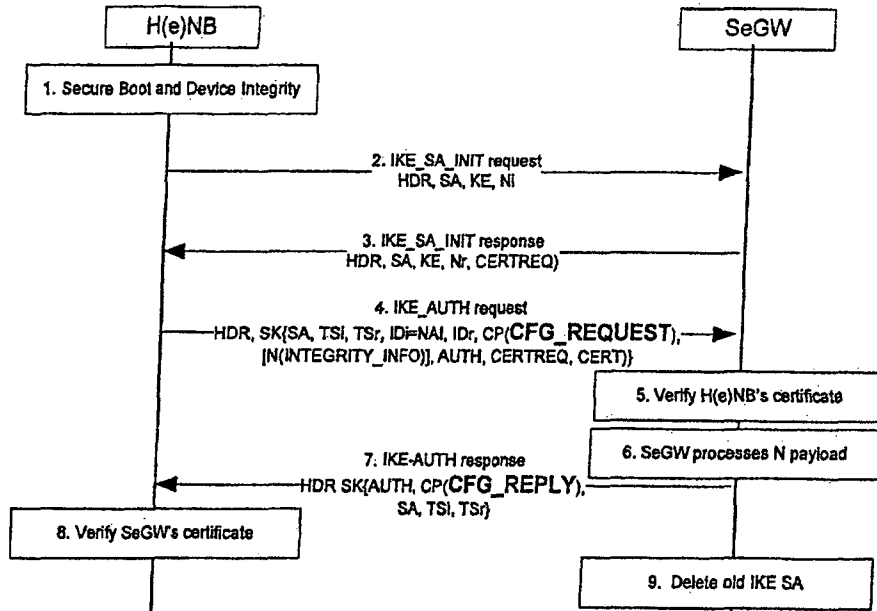 H(e)NB
SeGW
1. Secure Boot and Device Integrity
2. IKE_SA_INIT request
HDR, SA, KE, Ni
3. IKE_SA_INIT response
HDR, SA, KE, Nr, CERTREQ)
4. IKE_AUTH request
HDR, SK{SA, TSi, TSr, IDi=NAI, IDr, CP(CFG_REQUEST),
[N(INTEGRITY_INFO)], AUTH, CERTREQ, CERT)}
5. Verify H(e)NB's certificate
6. SeGW processes N payload
7. IKE-AUTH response
HDR SK{AUTH, CP(CFG_REPLY),
SA, TSi, TSr}
8. Verify SeGW's certificate
9. Delete old IKE SA